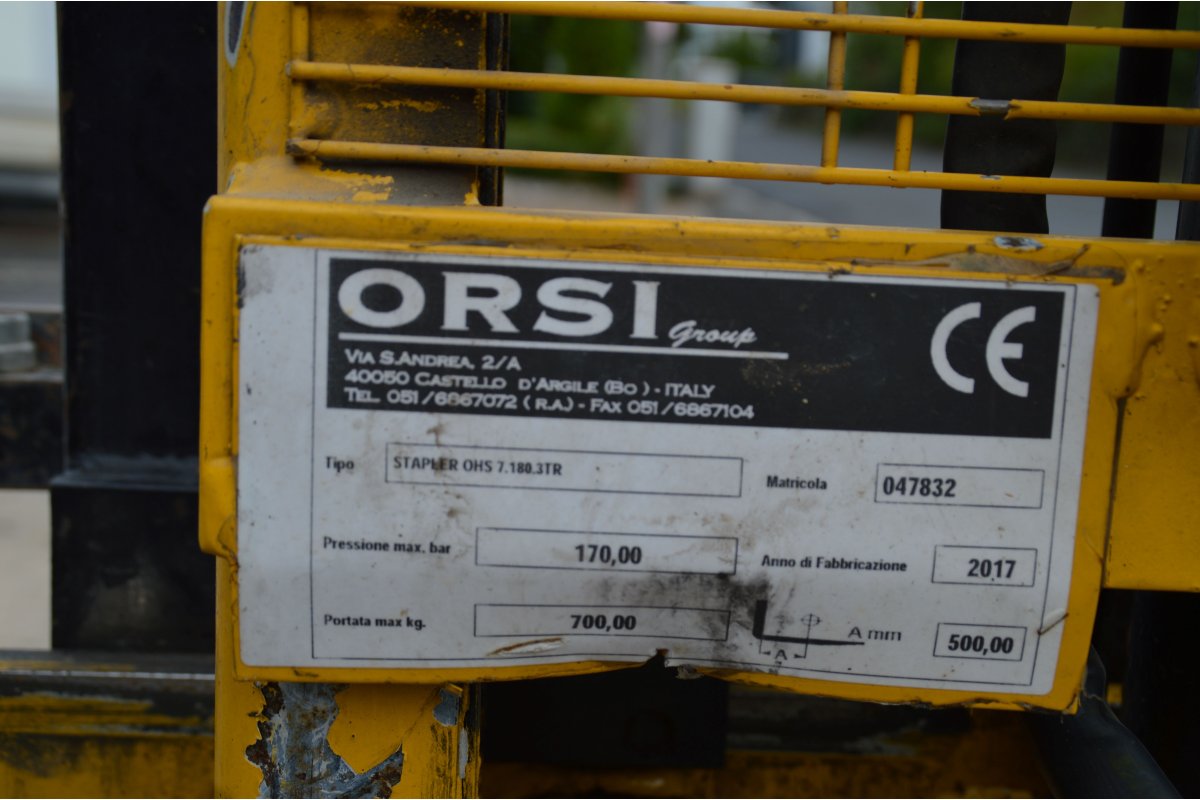 ORSI Group
CE
VIA S.ANDREA, 2/A
40050 CASTELLO D'ARGILE (BO) - ITALY
TEL. 051/6867072 ( R.A.) - FAX 051/6867104
Tipo STAPLER OHS 7.180.3TR
Matricola 047832
Pressione max. bar 170,00
Anno di Fabbricazione 2017
Portata max kg. 700,00
A
A mm 500,00